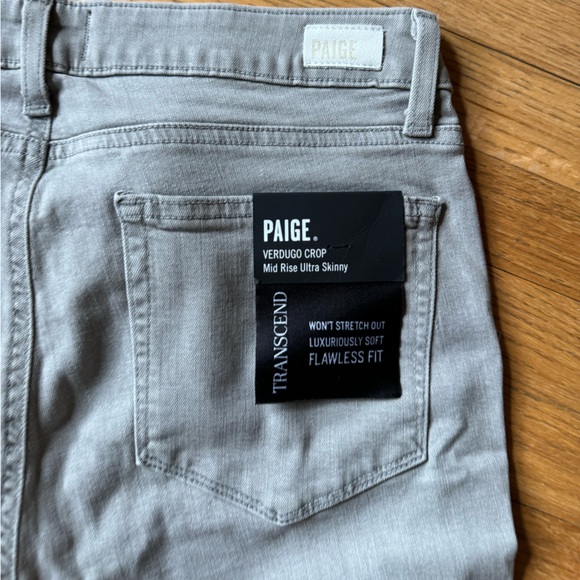 PAIGE
PAIGE®
VERDUGO CROP
Mid Rise Ultra Skinny
TRANSCEND
WON'T STRETCH OUT
LUXURIOUSLY SOFT
FLAWLESS FIT